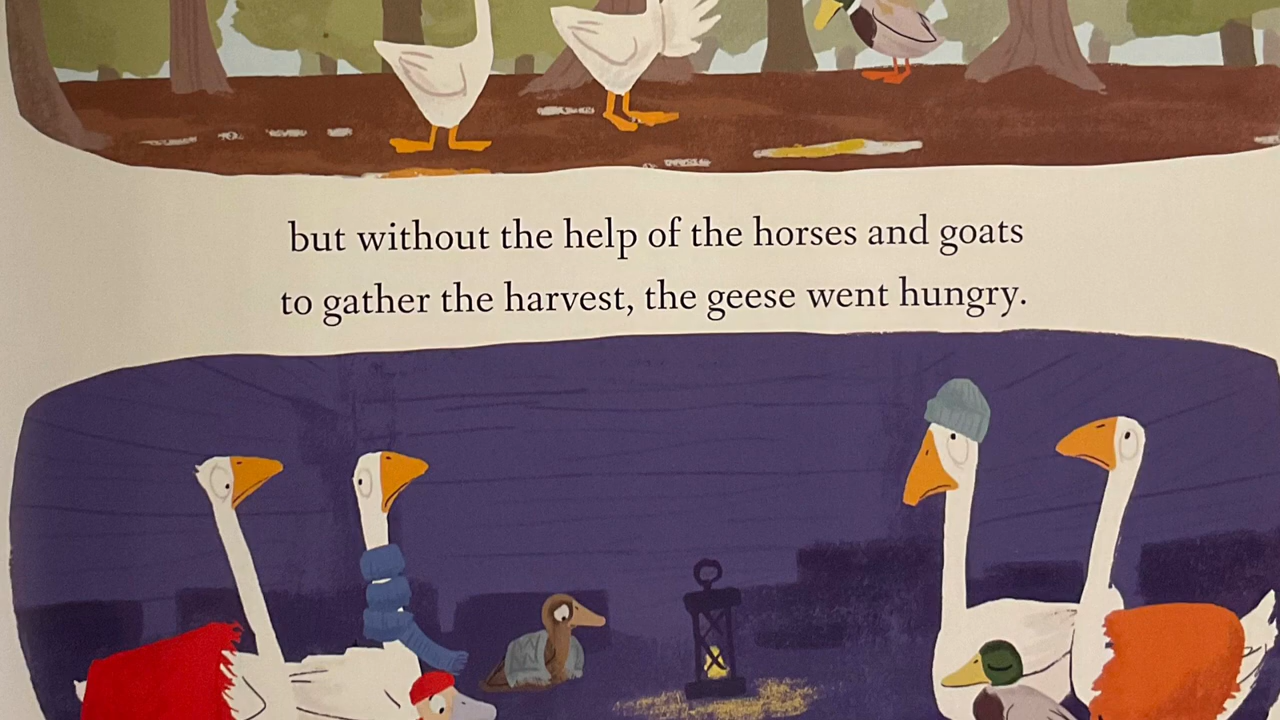 but without the help of the horses and goats
to gather the harvest, the geese went hungry.